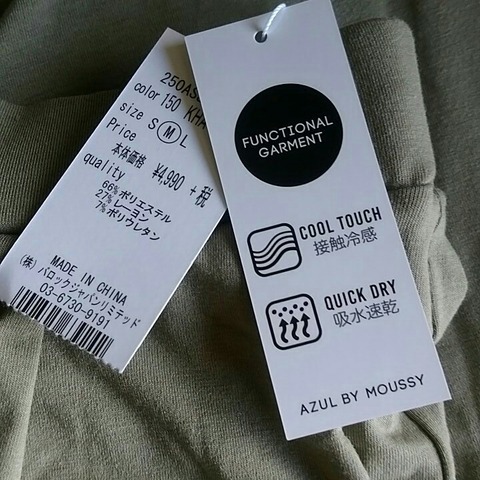 250AS
color 150 KHA
size S M L
Price
本体価格 ¥4,990 +税
quality
66% ポリエステル
27% レーヨン
7% ポリウレタン
MADE IN CHINA
(株) バロックジャパンリミテッド
03-6730-9191
FUNCTIONAL
GARMENT
COOL TOUCH
接触冷感
QUICK DRY
吸水速乾
AZUL BY MOUSSY